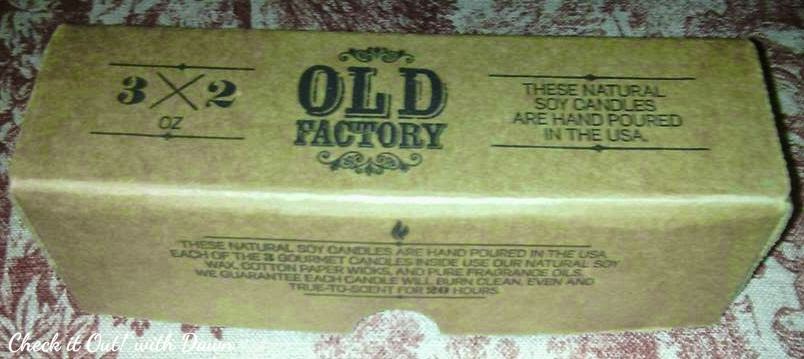 3 X 2
OZ
OLD
FACTORY
THESE NATURAL
SOY CANDLES
ARE HAND POURED
IN THE USA.
THESE NATURAL SOY CANDLES ARE HAND POURED IN THE USA.
EACH OF THE 3 GOURMET CANDLES INSIDE USE OUR NATURAL SOY
WAX, COTTON PAPER WICKS, AND PURE FRAGRANCE OILS.
WE GUARANTEE EACH CANDLE WILL BURN CLEAN, EVEN AND
TRUE-TO-SCENT FOR 20 HOURS.
Check it Out! with Dawn